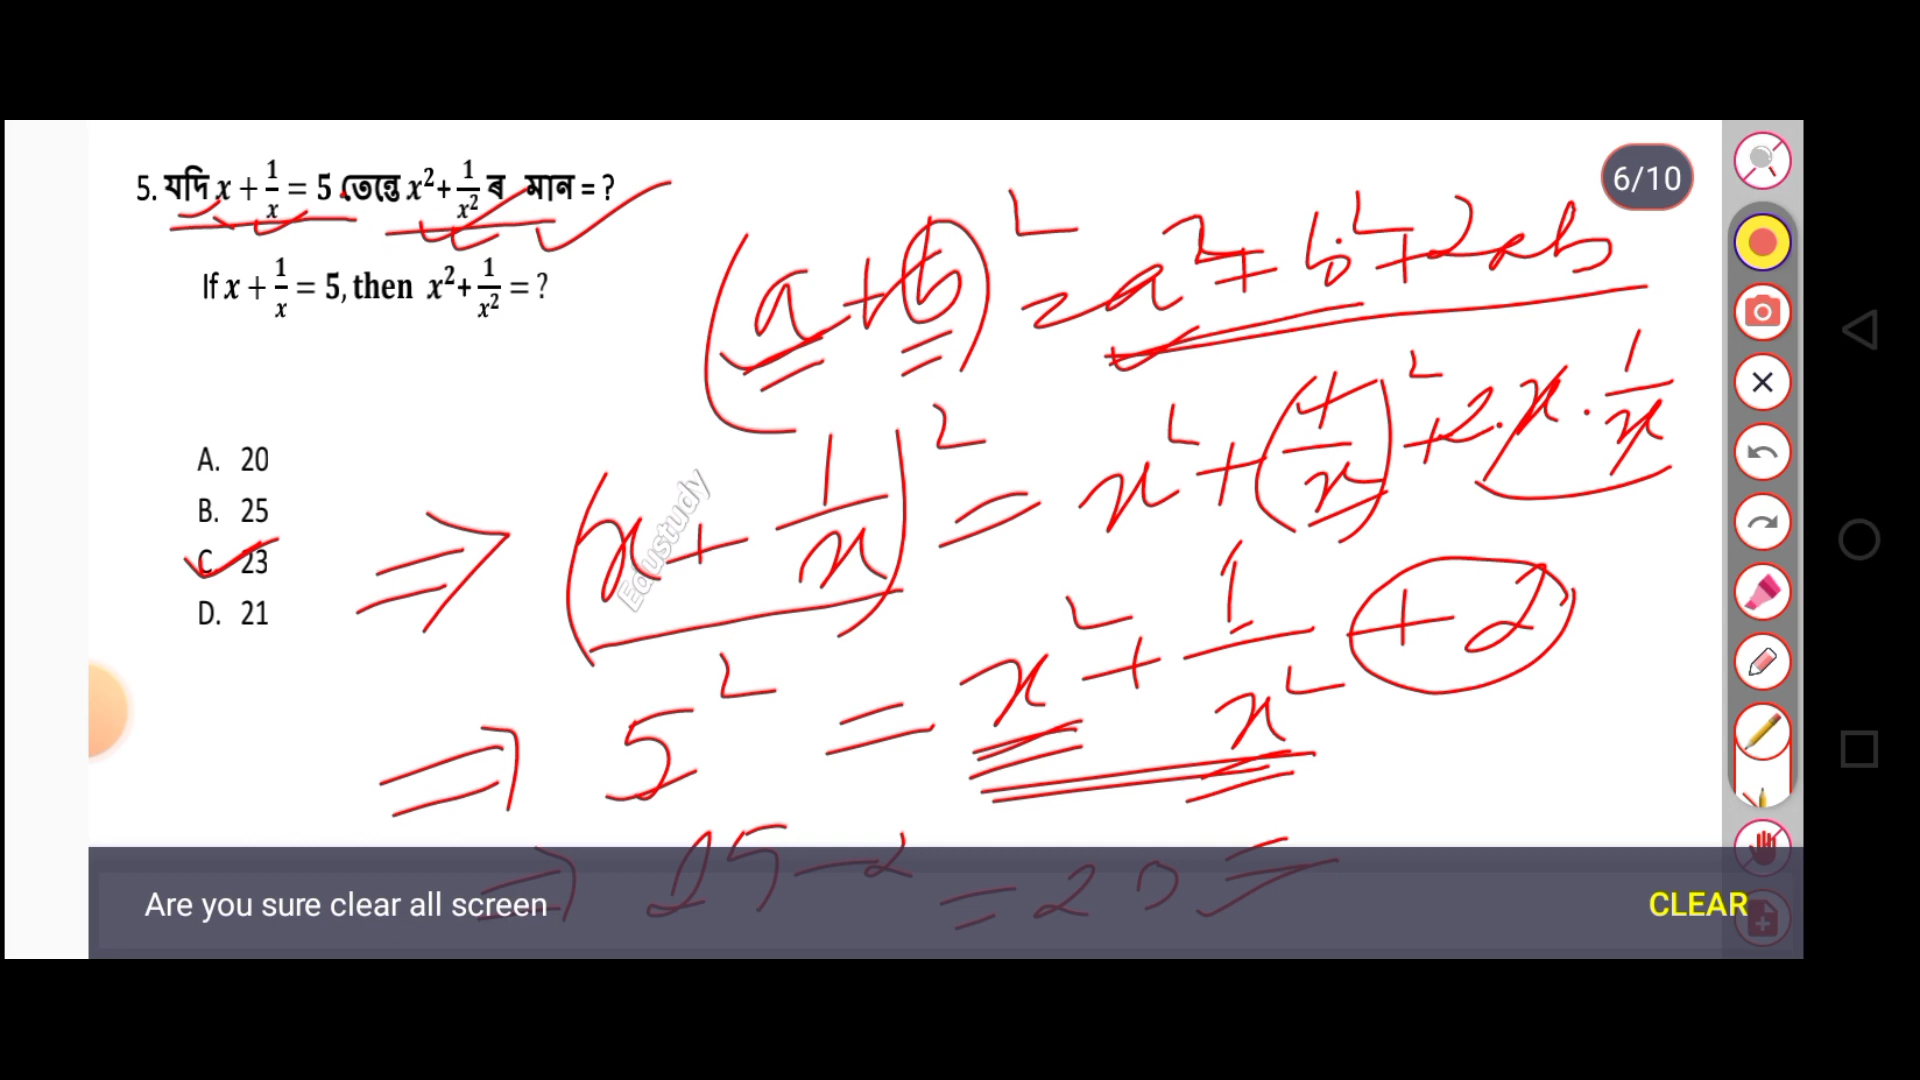 5. যদি x + 1/x = 5 তেন্তে x² + 1/x² ৰ মান = ?
If x + 1/x = 5, then x² + 1/x² = ?
6/10
(a + b)² = a² + b² + 2ab
A. 20
B. 25
C. 23
D. 21
⇒ (x + 1/x)² = x² + (1/x)² + 2·x·1/x
Edustudy
⇒ 5² = x² + 1/x² + 2
⇒ 25 - 2 =
Are you sure clear all screen
CLEAR